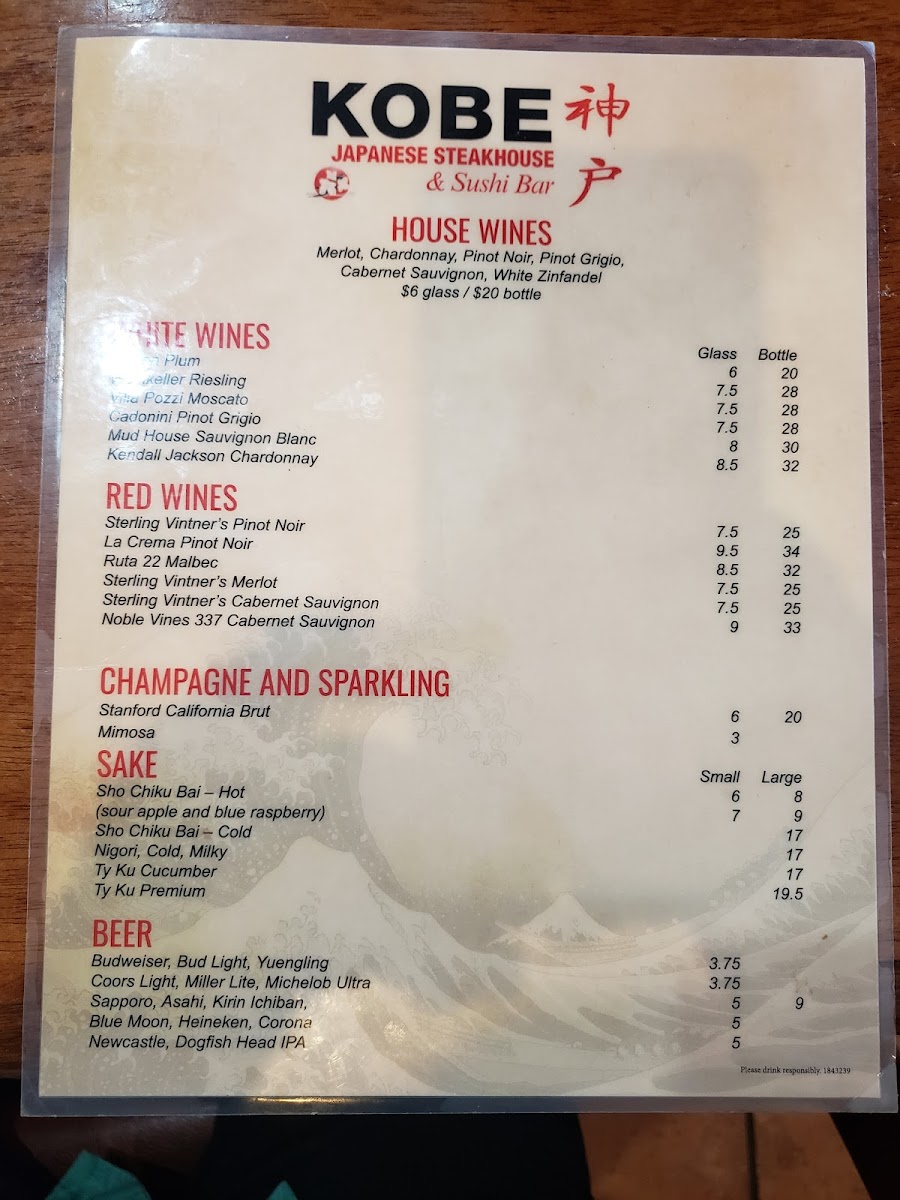 KOBE 神戸
JAPANESE STEAKHOUSE
& Sushi Bar
HOUSE WINES
Merlot, Chardonnay, Pinot Noir, Pinot Grigio,
Cabernet Sauvignon, White Zinfandel
$6 glass / $20 bottle
WHITE WINES
Glass Bottle
Plum 6 20
Riesling 7.5 28
Villa Pozzi Moscato 7.5 28
Cadonini Pinot Grigio 7.5 28
Mud House Sauvignon Blanc 8 30
Kendall Jackson Chardonnay 8.5 32
RED WINES
Sterling Vintner's Pinot Noir 7.5 25
La Crema Pinot Noir 9.5 34
Ruta 22 Malbec 8.5 32
Sterling Vintner's Merlot 7.5 25
Sterling Vintner's Cabernet Sauvignon 7.5 25
Noble Vines 337 Cabernet Sauvignon 9 33
CHAMPAGNE AND SPARKLING
Stanford California Brut 6 20
Mimosa 3
SAKE
Small Large
Sho Chiku Bai – Hot 6 8
(sour apple and blue raspberry) 7 9
Sho Chiku Bai – Cold 17
Nigori, Cold, Milky 17
Ty Ku Cucumber 17
Ty Ku Premium 19.5
BEER
Budweiser, Bud Light, Yuengling 3.75
Coors Light, Miller Lite, Michelob Ultra 3.75
Sapporo, Asahi, Kirin Ichiban, 5 9
Blue Moon, Heineken, Corona 5
Newcastle, Dogfish Head IPA 5
Please drink responsibly. 1843239